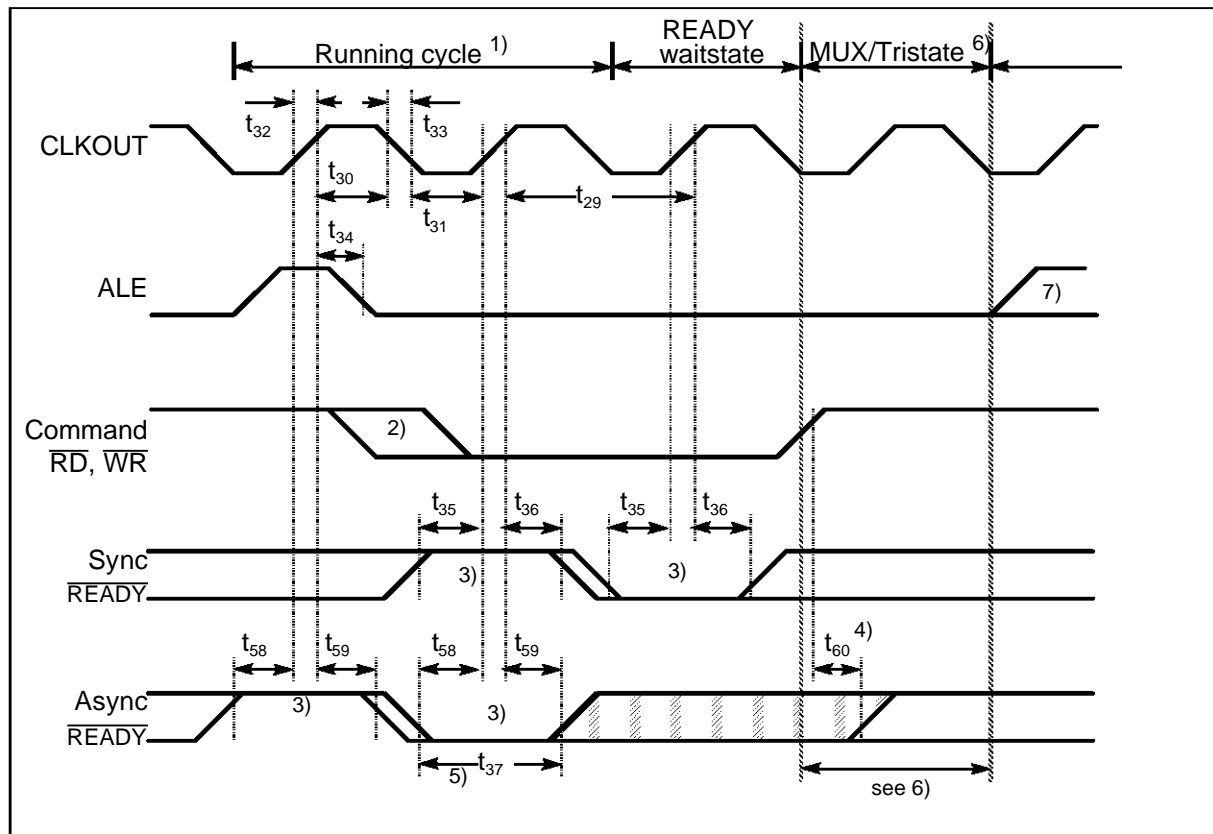 Running cycle 1)
READY
waitstate
MUX/Tristate 6)
t32
t33
CLKOUT
t30
t31
t29
t34
ALE
7)
Command
RD, WR
2)
t35
t36
t35
t36
Sync
READY
3)
3)
t58
t59
t58
t59
t60 4)
Async
READY
3)
3)
5) t37
see 6)